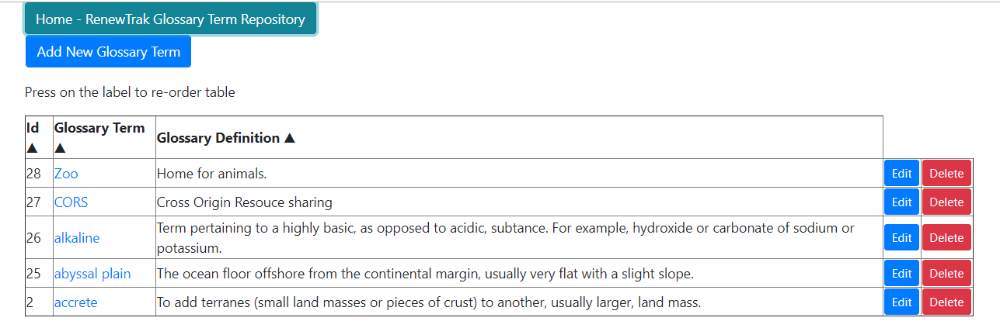 Home - RenewTrak Glossary Term Repository
Add New Glossary Term
Press on the label to re-order table
Id ▲ Glossary Term ▲ Glossary Definition ▲
28 Zoo Home for animals. Edit Delete
27 CORS Cross Origin Resouce sharing Edit Delete
26 alkaline Term pertaining to a highly basic, as opposed to acidic, subtance. For example, hydroxide or carbonate of sodium or
potassium. Edit Delete
25 abyssal plain The ocean floor offshore from the continental margin, usually very flat with a slight slope. Edit Delete
2 accrete To add terranes (small land masses or pieces of crust) to another, usually larger, land mass. Edit Delete